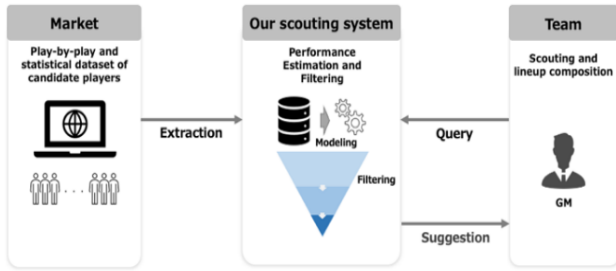 Market
Play-by-play and
statistical dataset of
candidate players
Extraction
Our scouting system
Performance
Estimation and
Filtering
Modeling
Filtering
Team
Scouting and
lineup composition
Query
GM
Suggestion